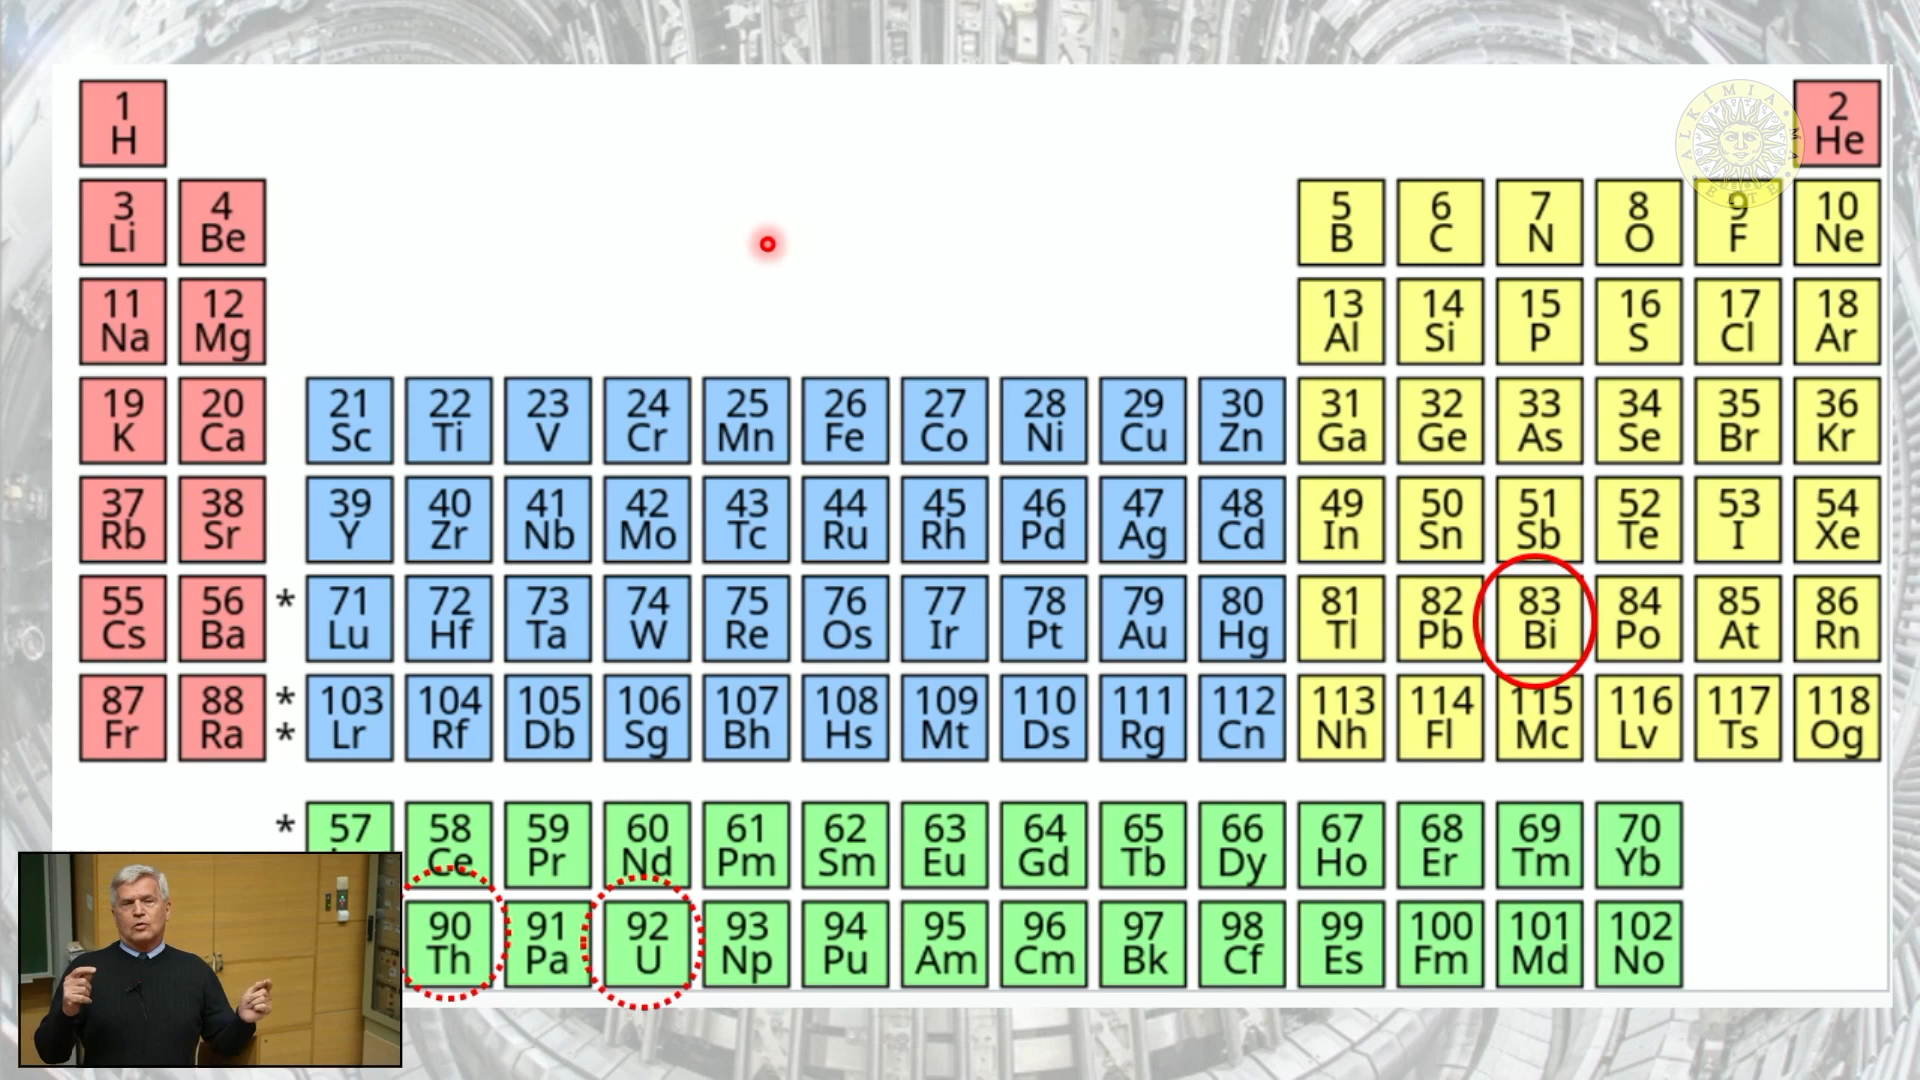 1 2
H He
3 4 5 6 7 8 9 10
Li Be B C N O F Ne
11 12 13 14 15 16 17 18
Na Mg Al Si P S Cl Ar
19 20 21 22 23 24 25 26 27 28 29 30 31 32 33 34 35 36
K Ca Sc Ti V Cr Mn Fe Co Ni Cu Zn Ga Ge As Se Br Kr
37 38 39 40 41 42 43 44 45 46 47 48 49 50 51 52 53 54
Rb Sr Y Zr Nb Mo Tc Ru Rh Pd Ag Cd In Sn Sb Te I Xe
55 56 * 71 72 73 74 75 76 77 78 79 80 81 82 83 84 85 86
Cs Ba Lu Hf Ta W Re Os Ir Pt Au Hg Tl Pb Bi Po At Rn
87 88 * 103 104 105 106 107 108 109 110 111 112 113 114 115 116 117 118
Fr Ra * Lr Rf Db Sg Bh Hs Mt Ds Rg Cn Nh Fl Mc Lv Ts Og
* 57 58 59 60 61 62 63 64 65 66 67 68 69 70
Ce Pr Nd Pm Sm Eu Gd Tb Dy Ho Er Tm Yb
90 91 92 93 94 95 96 97 98 99 100 101 102
Th Pa U Np Pu Am Cm Bk Cf Es Fm Md No
ALKÍMIA MA
ELTE